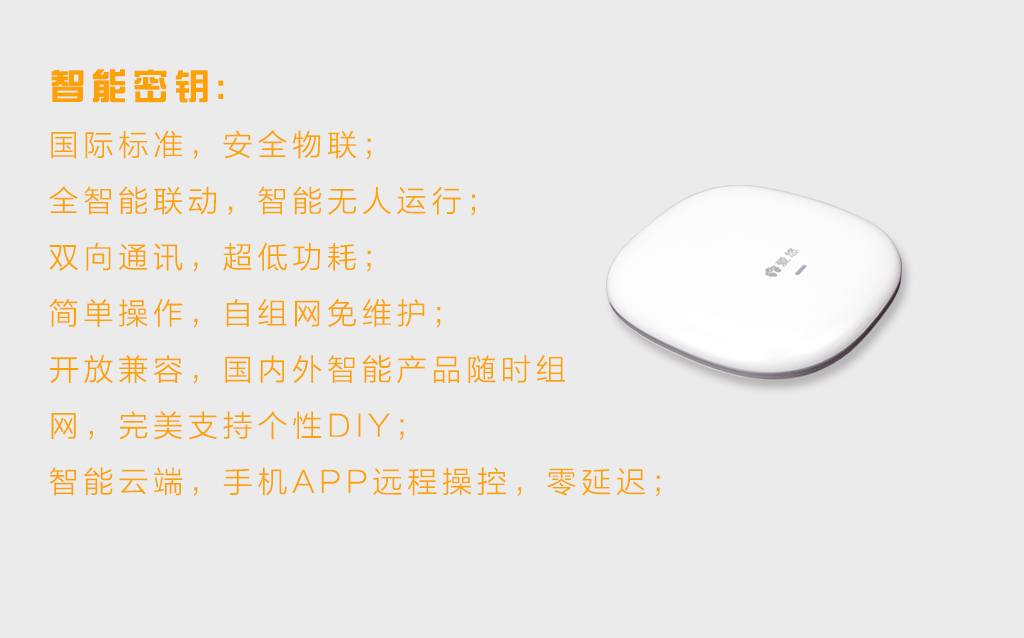 智能密钥:
国际标准，安全物联；
全智能联动，智能无人运行；
双向通讯，超低功耗；
简单操作，自组网免维护；
开放兼容，国内外智能产品随时组
网，完美支持个性DIY；
智能云端，手机APP远程操控，零延迟；
爱悠